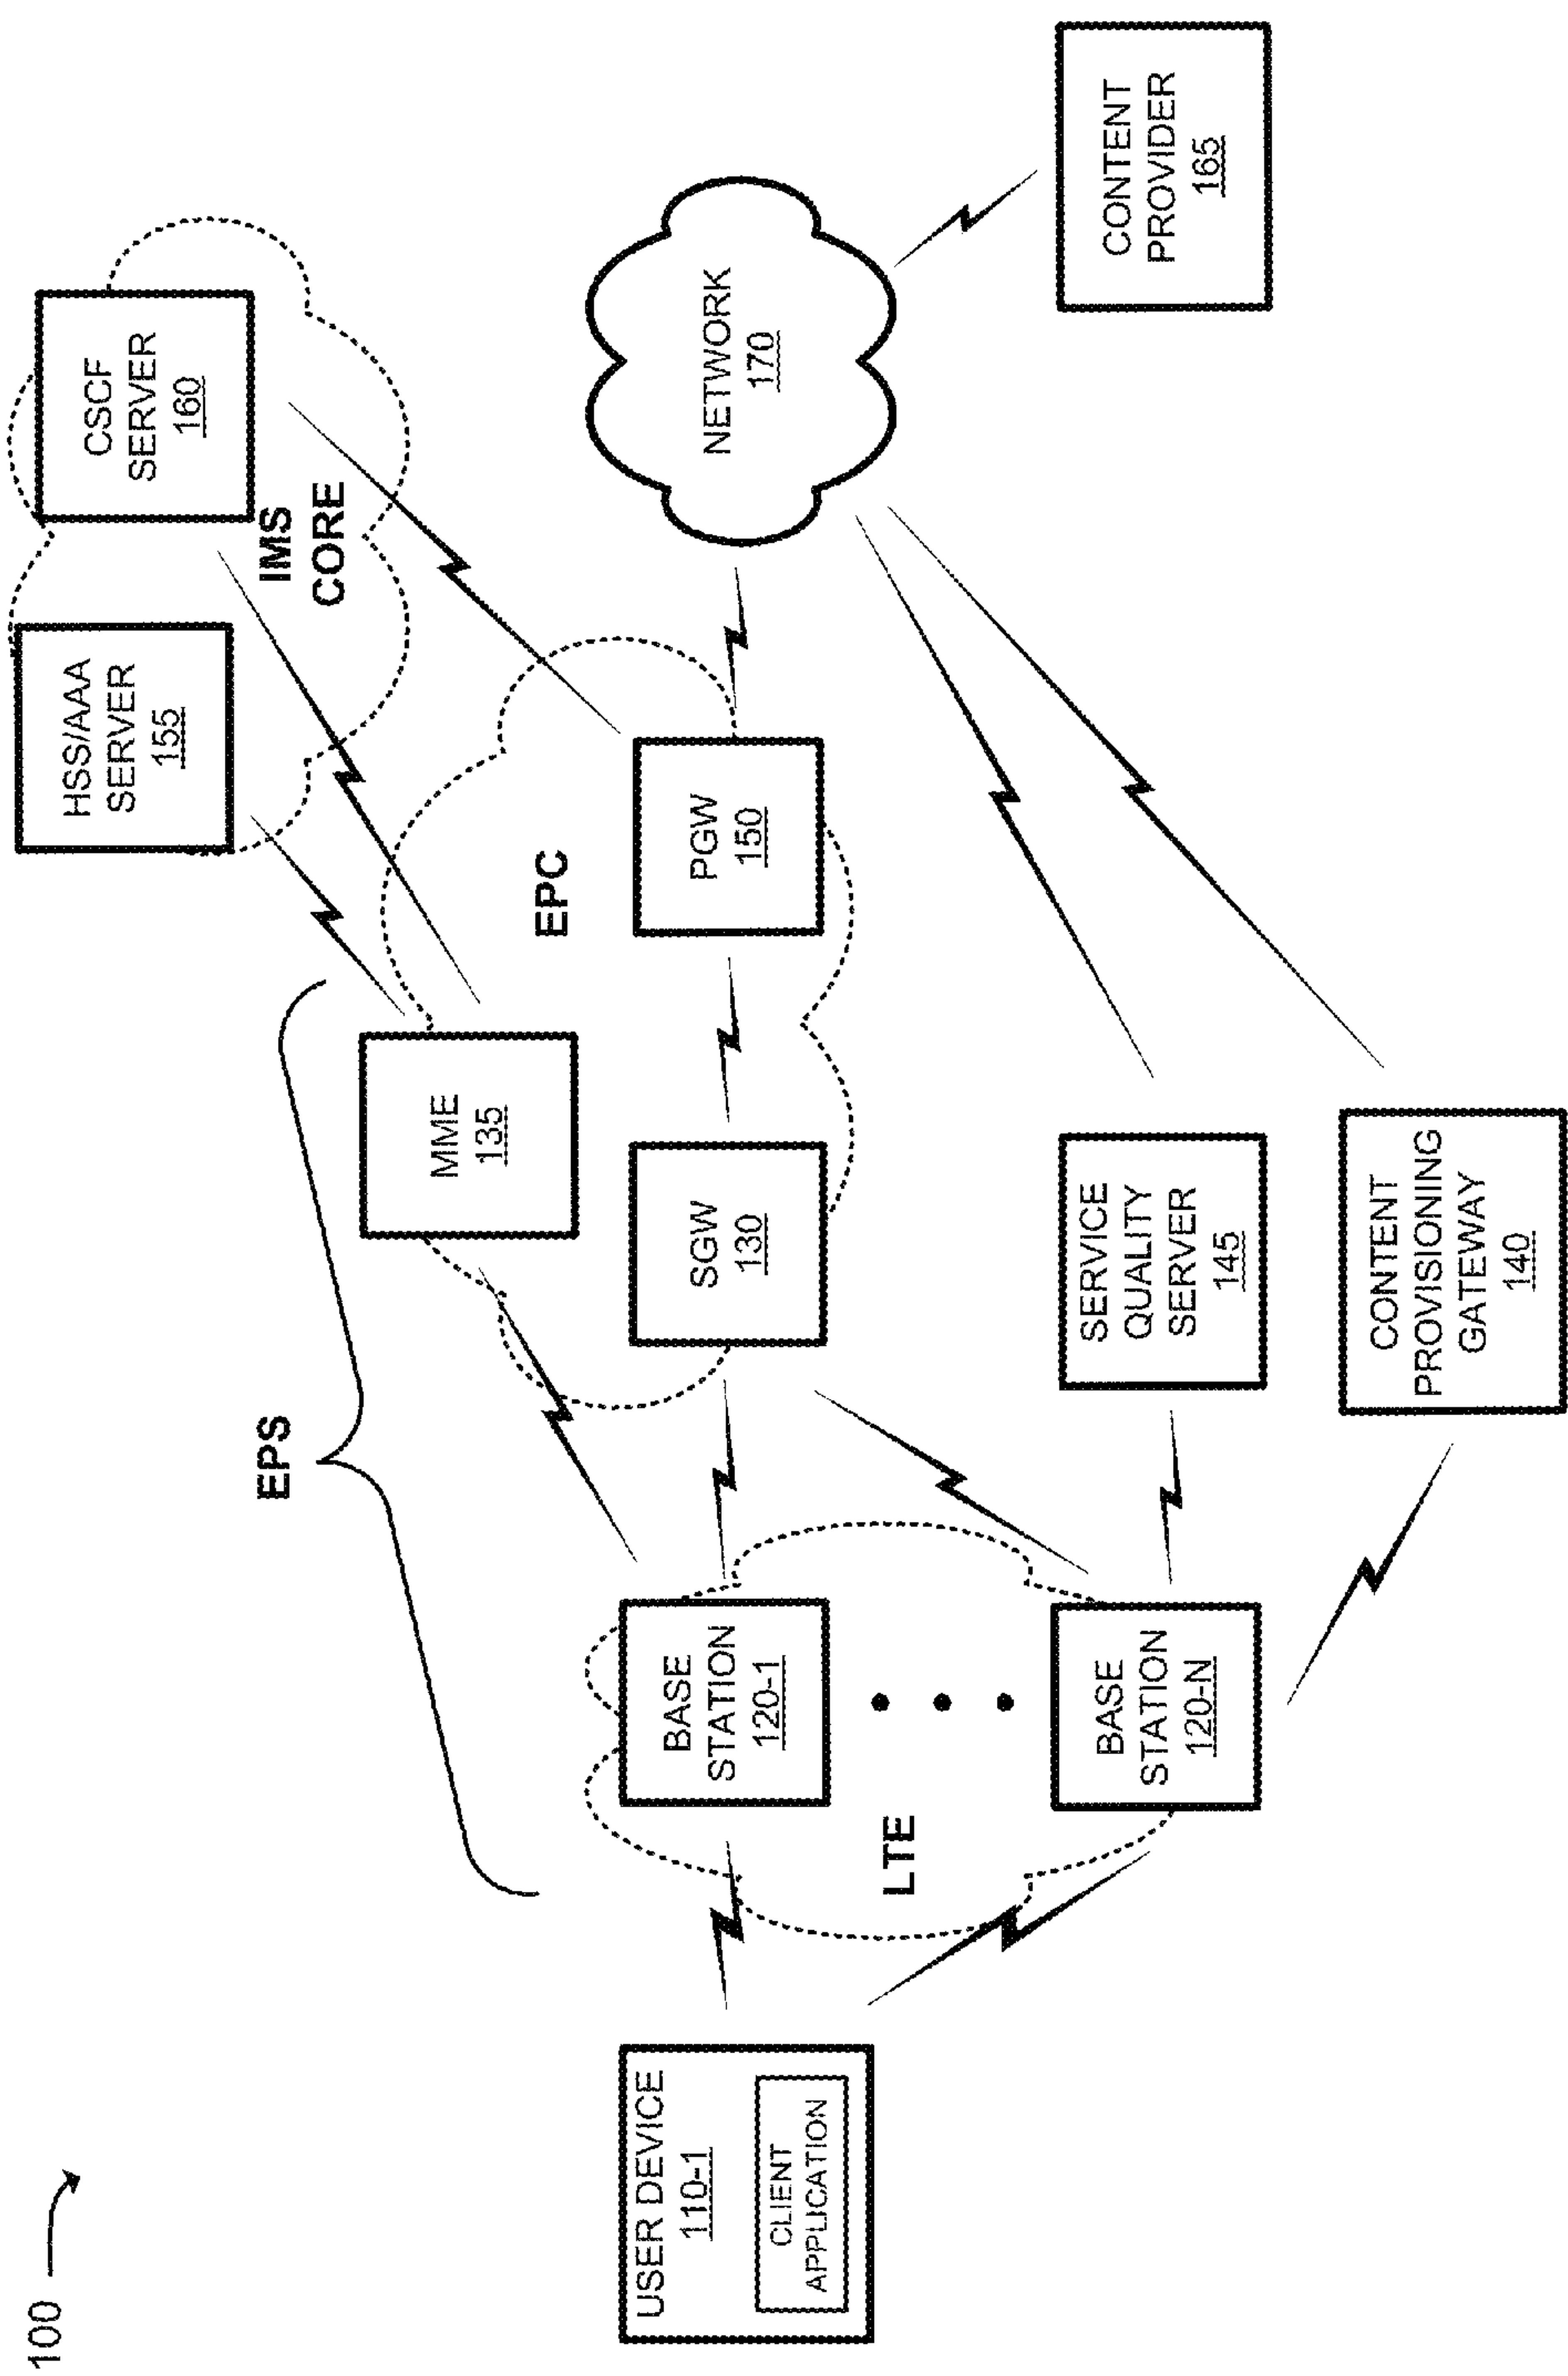 100
EPS
HSS/AAA
SERVER
155
CSCF
SERVER
160
IMS
CORE
MME
135
EPC
USER DEVICE
110-1
CLIENT
APPLICATION
BASE
STATION
120-1
SGW
130
PGW
150
NETWORK
170
LTE
BASE
STATION
120-N
SERVICE
QUALITY
SERVER
145
CONTENT
PROVIDER
165
CONTENT
PROVISIONING
GATEWAY
140